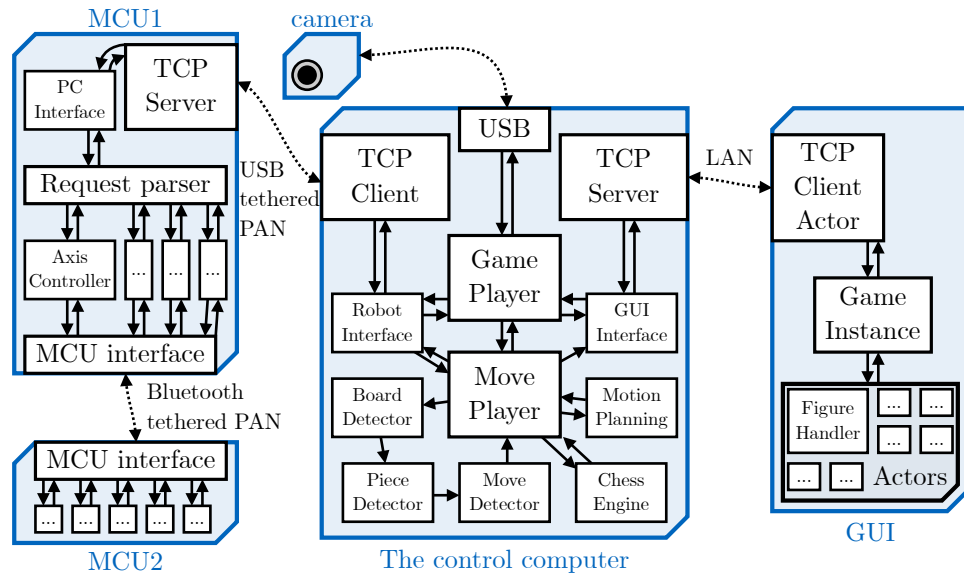 MCU1
TCP
Server
PC
Interface
Request parser
Axis
Controller
...
...
...
MCU interface
USB
tethered
PAN
Bluetooth
tethered PAN
MCU interface
...
...
...
...
...
MCU2
camera
USB
TCP
Client
TCP
Server
Game
Player
Robot
Interface
GUI
Interface
Move
Player
Board
Detector
Motion
Planning
Piece
Detector
Move
Detector
Chess
Engine
The control computer
LAN
TCP
Client
Actor
Game
Instance
Figure
Handler
...
...
...
...
...
...
Actors
GUI